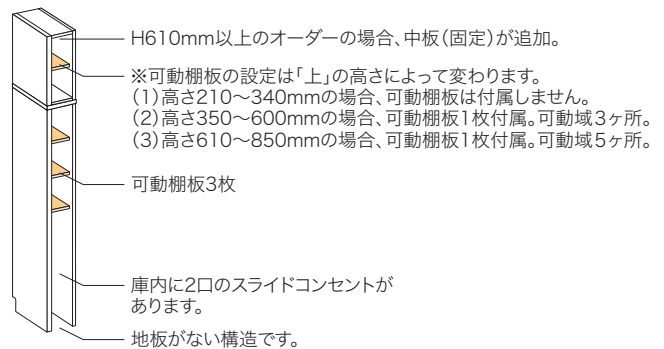 H610mm以上のオーダーの場合、中板（固定）が追加。
※可動棚板の設定は「上」の高さによって変わります。
（1）高さ210〜340mmの場合、可動棚板は付属しません。
（2）高さ350〜600mmの場合、可動棚板1枚付属。可動域3ヶ所。
（3）高さ610〜850mmの場合、可動棚板1枚付属。可動域5ヶ所。
可動棚板3枚
庫内に2口のスライドコンセントが
あります。
地板がない構造です。